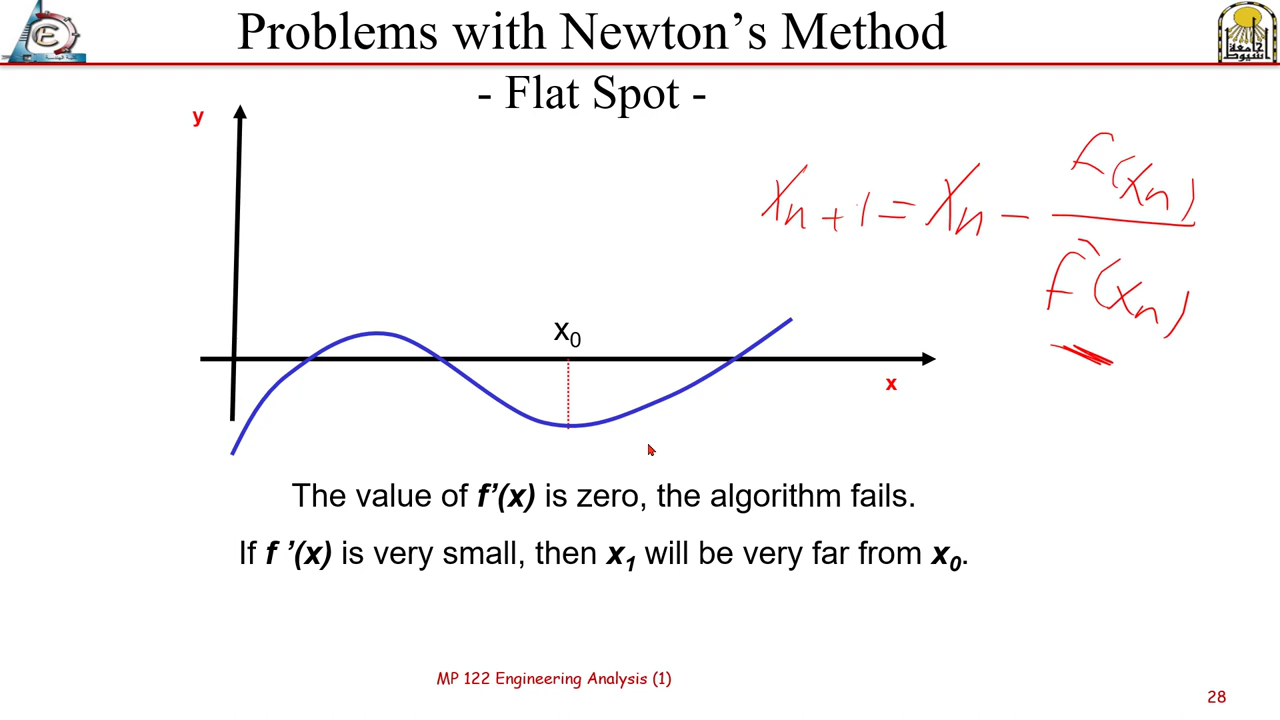 Problems with Newton’s Method
- Flat Spot -
y
x₀
x
xₙ₊₁ = xₙ - f(xₙ) / f'(xₙ)
The value of f’(x) is zero, the algorithm fails.
If f ’(x) is very small, then x₁ will be very far from x₀.
MP 122 Engineering Analysis (1)
28
جامعة
أسيوط